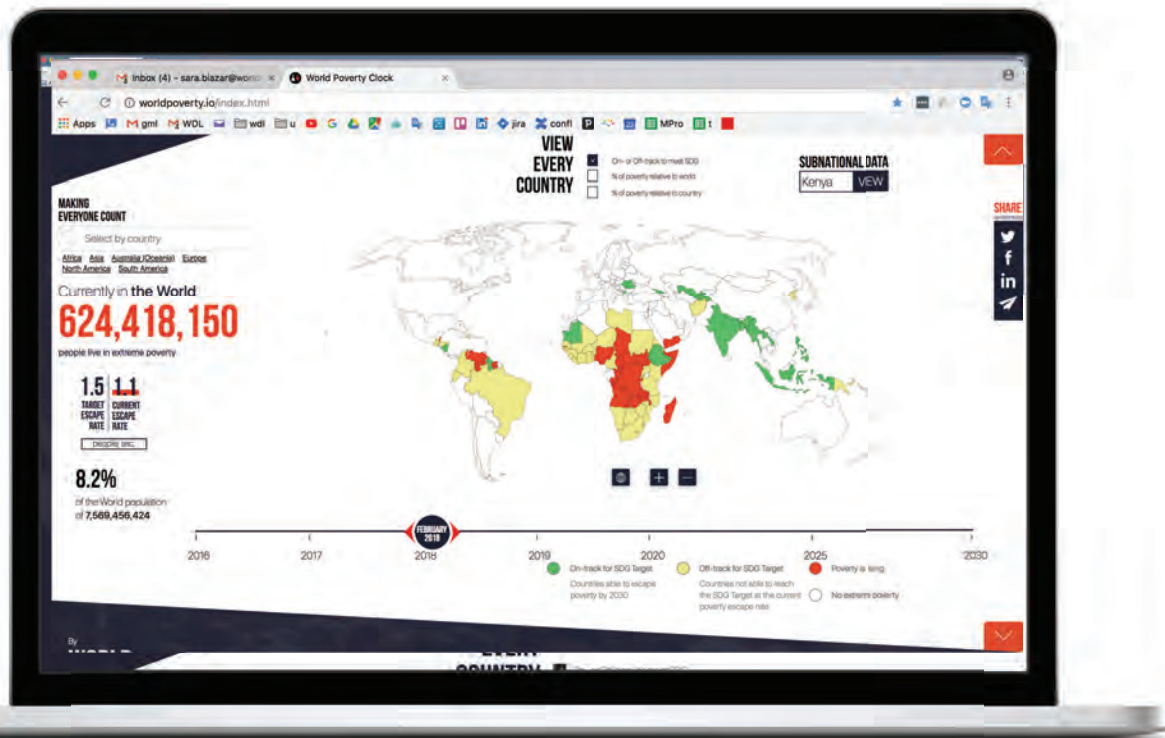 Inbox (4) - sara.blazar@world
World Poverty Clock
worldpoverty.io/index.html
Apps
gml
WDL
wdl
u
jira
confl
MPro
t
VIEW
EVERY
COUNTRY
On- or Off-track to meet SDG
% of poverty relative to world
% of poverty relative to country
SUBNATIONAL DATA
Kenya VIEW
MAKING
EVERYONE COUNT
Select by country
Africa Asia Australia (Oceania) Europe
North America South America
Currently in the World
624,418,150
people live in extreme poverty
1.5 1.1
TARGET CURRENT
ESCAPE ESCAPE
RATE RATE
people/sec.
8.2%
of the World population
of 7,569,456,424
SHARE
FEBRUARY
2018
2016 2017 2018 2019 2020 2025 2030
On-track for SDG Target
Countries able to escape
poverty by 2030
Off-track for SDG Target
Countries not able to reach
the SDG Target at the current
poverty escape rate
Poverty is rising
No extreme poverty
By
COUNTRY